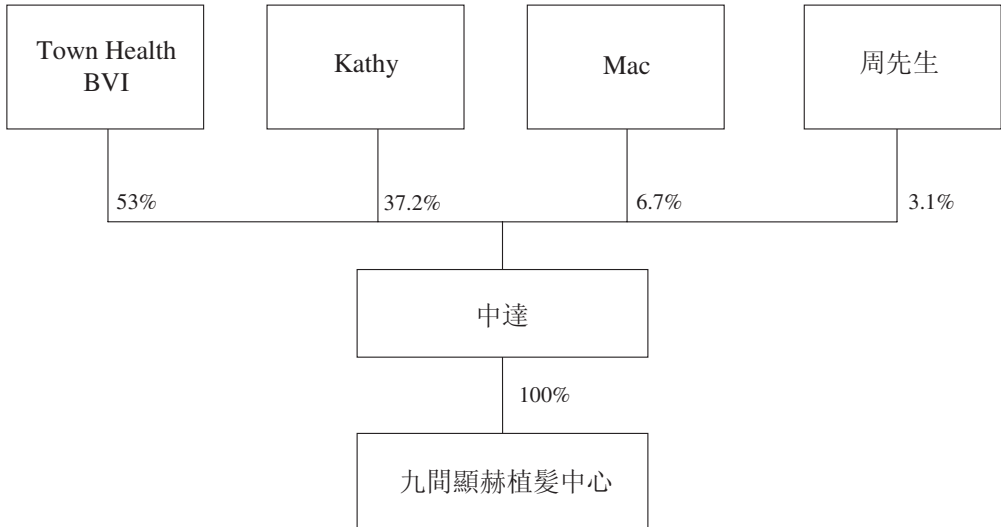 Town Health
BVI
Kathy
Mac
周先生
53%
37.2%
6.7%
3.1%
中達
100%
九間顯赫植髮中心